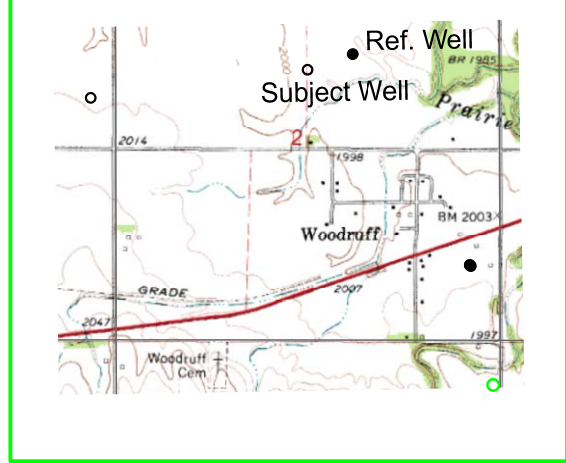 Ref. Well
2000
BR 1985
Subject Well
Prairie
2
2014
1998
BM 2003
Woodruff
GRADE
2007
2047
1997
Woodruff
Cem